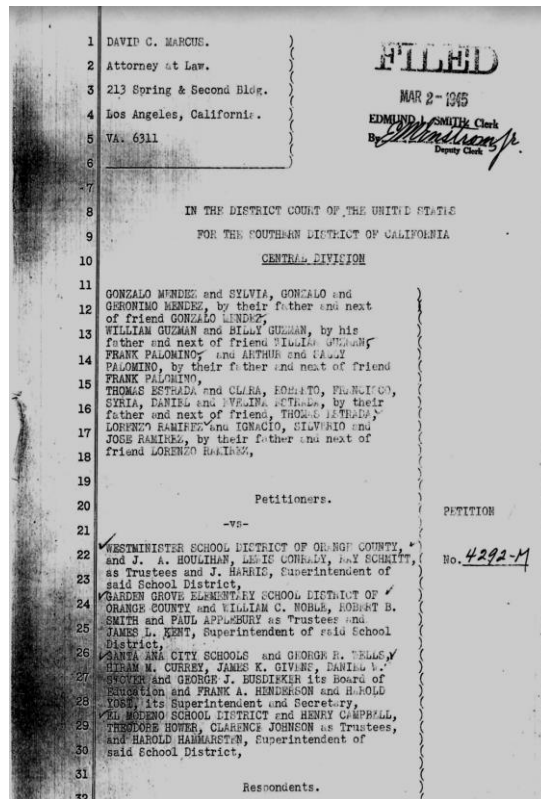 FILED
MAR 2-1945
EDMUND L. SMITH, Clerk
By
Deputy Clerk
1 DAVID C. MARCUS.
2 Attorney at Law.
3 213 Spring & Second Bldg.
4 Los Angeles, California.
5 VA. 6311
6
7
8 IN THE DISTRICT COURT OF THE UNITED STATES
9 FOR THE SOUTHERN DISTRICT OF CALIFORNIA
10 CENTRAL DIVISION
11
GONZALO MENDEZ and SYLVIA, GONZALO and
12 GERONIMO MENDEZ, by their father and next
of friend GONZALO MENDEZ,
13 WILLIAM GUZMAN and BILLY GUZMAN, by his
father and next of friend WILLIAM GUZMAN,
14 FRANK PALOMINO, and ARTHUR and SALLY
PALOMINO, by their father and next of friend
15 FRANK PALOMINO,
THOMAS ESTRADA and CLARA, ROBERTO, FRANCISCO,
16 SYRIA, DANIEL and EVELINA ESTRADA, by their
father and next of friend, THOMAS ESTRADA,
17 LORENZO RAMIREZ and IGNACIO, SILVERIO and
JOSE RAMIREZ, by their father and next of
18 friend LORENZO RAMIREZ,
19
20 Petitioners.
PETITION
21 -vs-
WESTMINISTER SCHOOL DISTRICT OF ORANGE COUNTY,
22 and J. A. HOULIHAN, LEWIS CONRADY, RAY SCHMITT,
No. 4292-M
as Trustees and J. HARRIS, Superintendent of
23 said School District,
GARDEN GROVE ELEMENTARY SCHOOL DISTRICT OF
24 ORANGE COUNTY and WILLIAM C. NOBLE, ROBERT B.
SMITH and PAUL APPLEBURY as Trustees and
25 JAMES L. KENT, Superintendent of said School
District,
26 SANTA ANA CITY SCHOOLS and GEORGE R. WELLS,
HIRAM M. CURREY, JAMES K. GIVENS, DANIEL W.
27 STOVER and GEORGE J. BUSDIEKER its Board of
Education and FRANK A. HENDERSON and HAROLD
28 YOST, its Superintendent and Secretary,
EL MODENO SCHOOL DISTRICT and HENRY CAMPBELL,
29 THEODORE HOWER, CLARENCE JOHNSON as Trustees,
and HAROLD HAMMARSTEN, Superintendent of
30 said School District,
31
Respondents.
32